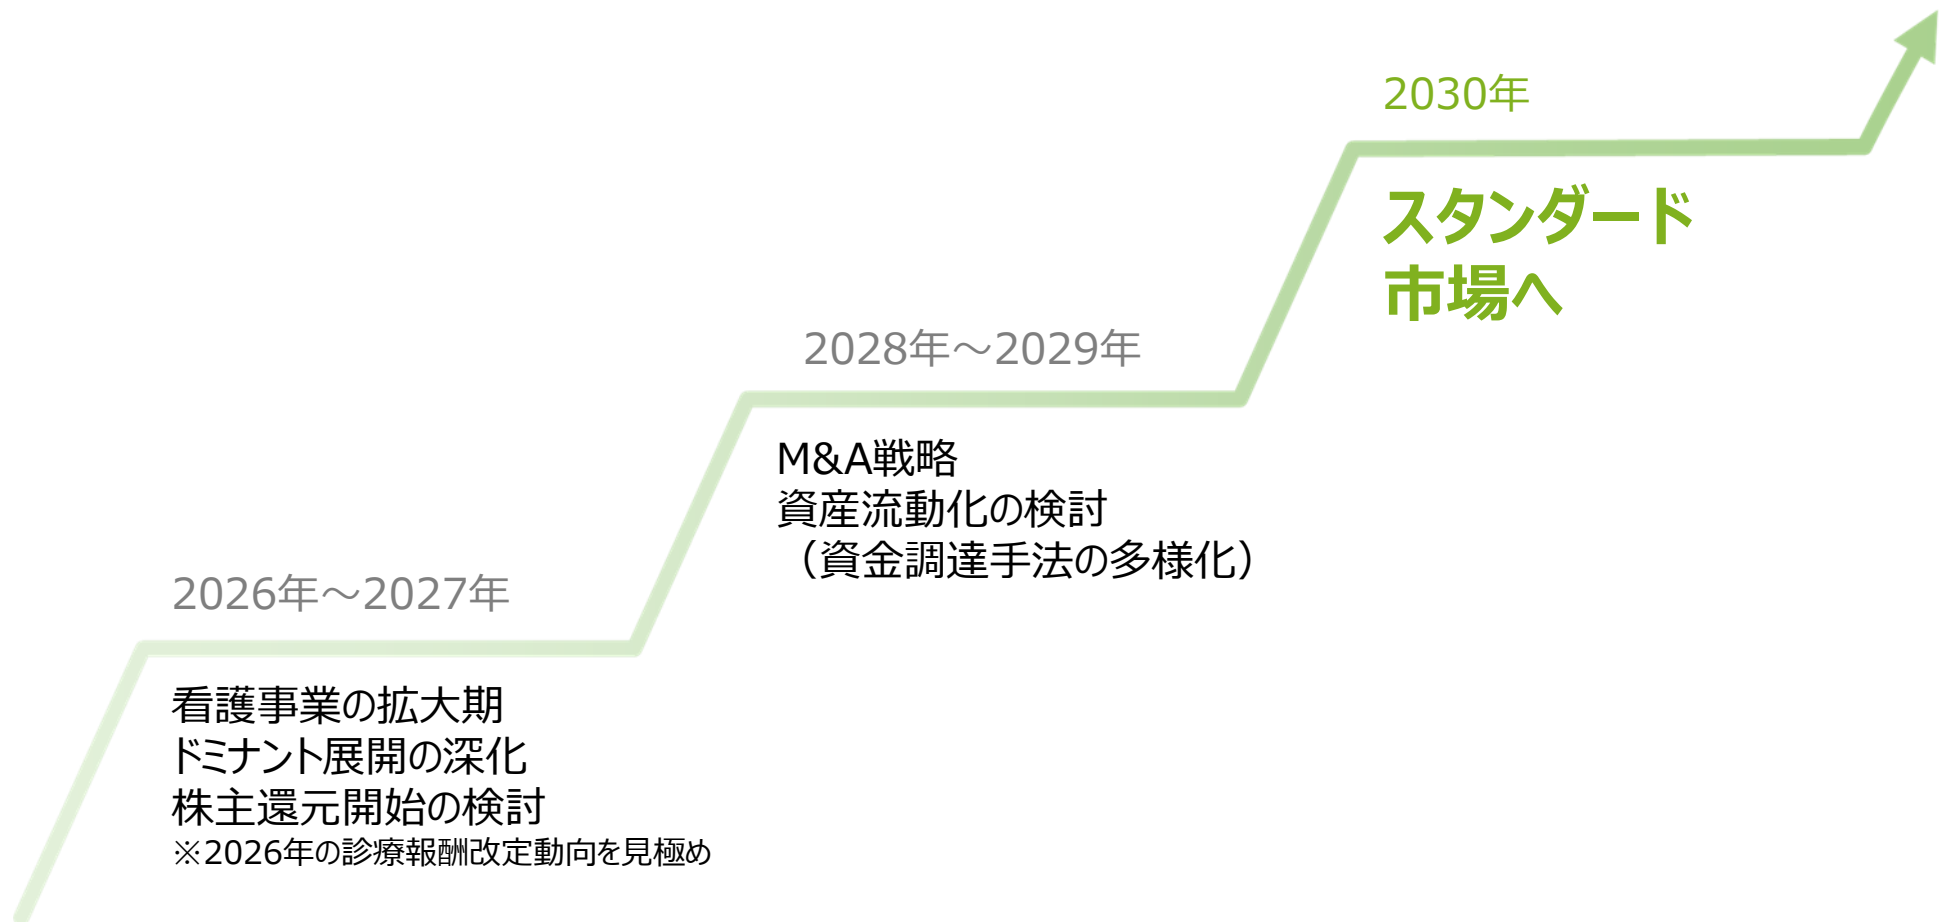 2030年
スタンダード
市場へ
2028年～2029年
M&A戦略
資産流動化の検討
（資金調達手法の多様化）
2026年～2027年
看護事業の拡大期
ドミナント展開の深化
株主還元開始の検討
※2026年の診療報酬改定動向を見極め